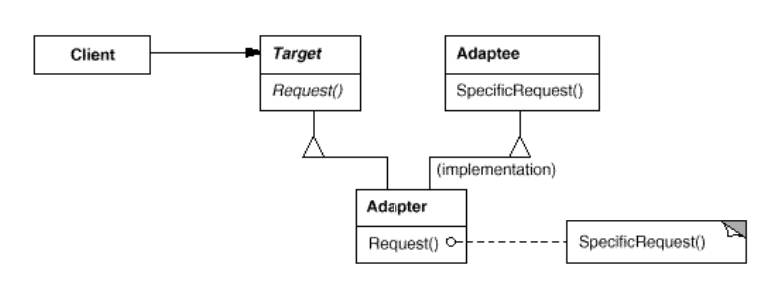 Client
Target
Request()
Adaptee
SpecificRequest()
(implementation)
Adapter
Request()
SpecificRequest()